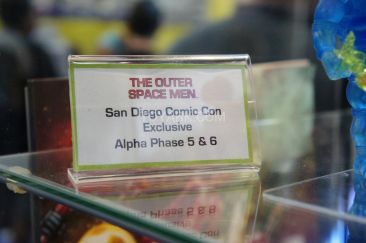 THE OUTER
SPACE MEN
San Diego Comic Con
Exclusive
Alpha Phase 5 & 6